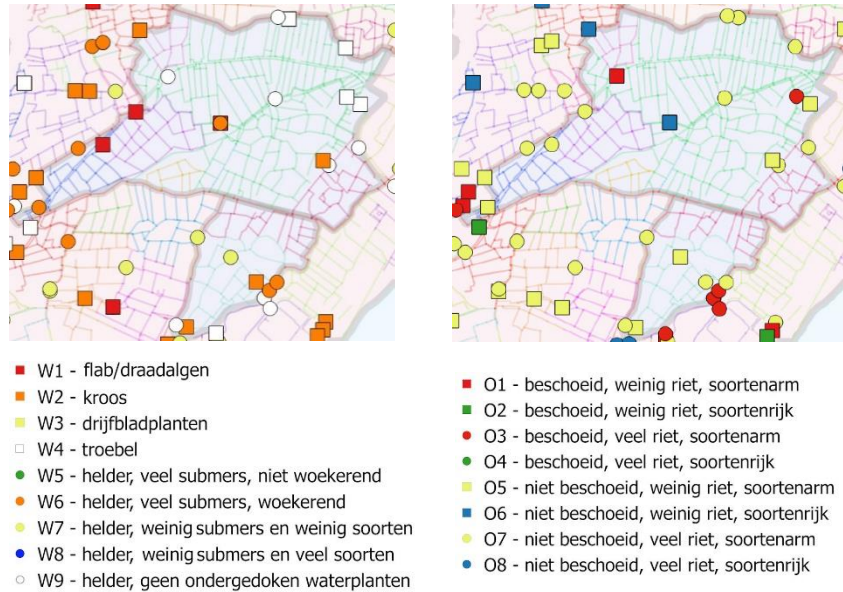 W1 - flab/draadalgen
W2 - kroos
W3 - drijfbladplanten
W4 - troebel
W5 - helder, veel submers, niet woekerend
W6 - helder, veel submers, woekerend
W7 - helder, weinig submers en weinig soorten
W8 - helder, weinig submers en veel soorten
W9 - helder, geen ondergedoken waterplanten
O1 - beschoeid, weinig riet, soortenarm
O2 - beschoeid, weinig riet, soortenrijk
O3 - beschoeid, veel riet, soortenarm
O4 - beschoeid, veel riet, soortenrijk
O5 - niet beschoeid, weinig riet, soortenarm
O6 - niet beschoeid, weinig riet, soortenrijk
O7 - niet beschoeid, veel riet, soortenarm
O8 - niet beschoeid, veel riet, soortenrijk